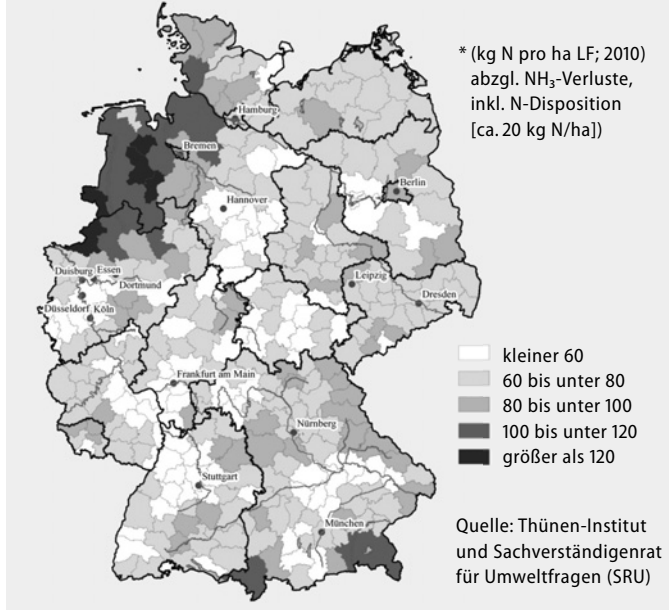 * (kg N pro ha LF; 2010)
abzgl. NH₃-Verluste,
inkl. N-Disposition
[ca. 20 kg N/ha])
Hamburg
Bremen
Berlin
Hannover
Duisburg
Essen
Dortmund
Düsseldorf
Köln
Leipzig
Dresden
Frankfurt am Main
Nürnberg
Stuttgart
München
kleiner 60
60 bis unter 80
80 bis unter 100
100 bis unter 120
größer als 120
Quelle: Thünen-Institut
und Sachverständigenrat
für Umweltfragen (SRU)